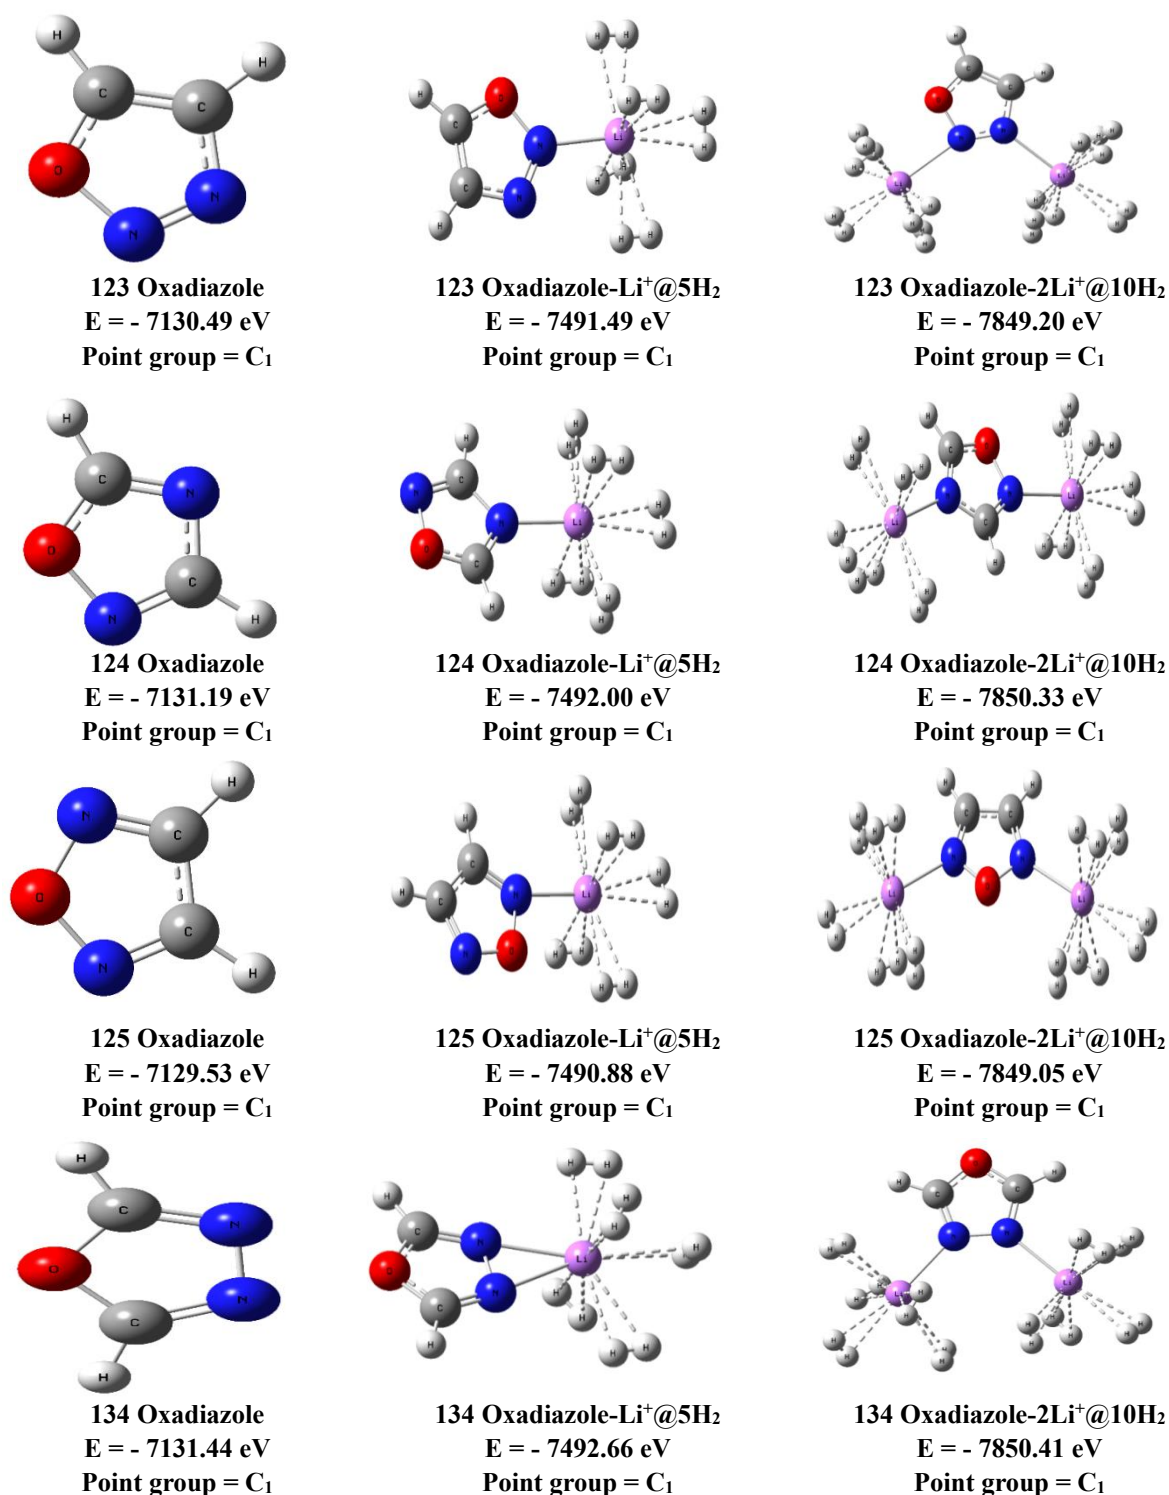 123 Oxadiazole
E = - 7130.49 eV
Point group = C₁
123 Oxadiazole-Li⁺@5H₂
E = - 7491.49 eV
Point group = C₁
123 Oxadiazole-2Li⁺@10H₂
E = - 7849.20 eV
Point group = C₁
124 Oxadiazole
E = - 7131.19 eV
Point group = C₁
124 Oxadiazole-Li⁺@5H₂
E = - 7492.00 eV
Point group = C₁
124 Oxadiazole-2Li⁺@10H₂
E = - 7850.33 eV
Point group = C₁
125 Oxadiazole
E = - 7129.53 eV
Point group = C₁
125 Oxadiazole-Li⁺@5H₂
E = - 7490.88 eV
Point group = C₁
125 Oxadiazole-2Li⁺@10H₂
E = - 7849.05 eV
Point group = C₁
134 Oxadiazole
E = - 7131.44 eV
Point group = C₁
134 Oxadiazole-Li⁺@5H₂
E = - 7492.66 eV
Point group = C₁
134 Oxadiazole-2Li⁺@10H₂
E = - 7850.41 eV
Point group = C₁